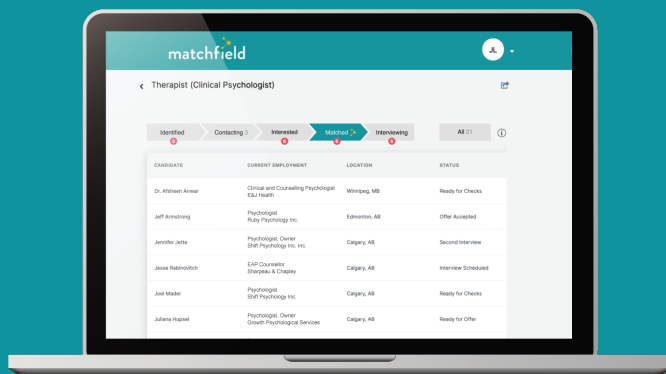 matchfield
JL
Therapist (Clinical Psychologist)
Identified
Contacting 3
Interested
Matched
Interviewing
All 21
CANDIDATE CURRENT EMPLOYMENT LOCATION STATUS
Dr. Afsheen Anwar Clinical and Counselling Psychologist Winnipeg, MB Ready for Checks
E&J Health
Jeff Armstrong Psychologist Edmonton, AB Offer Accepted
Ruby Psychology Inc.
Jennifer Jette Psychologist, Owner Calgary, AB Second Interview
Shift Psychology Inc. Inc.
Jesse Rabinovitch EAP Counsellor Calgary, AB Interview Scheduled
Sharpeau & Chapley
Joel Mader Psychologist Calgary, AB Ready for Checks
Shift Psychology Inc.
Juliana Hupsel Psychologist, Owner Calgary, AB Ready for Offer
Growth Psychological Services